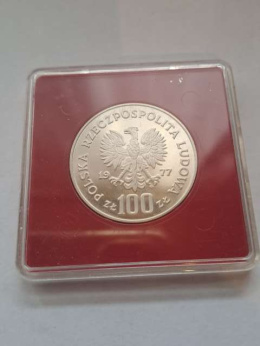 POLSKA RZECZPOSPOLITA LUDOWA
19 77
zł 100 zł